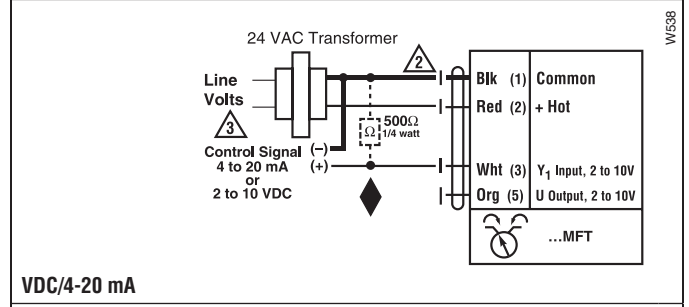 W538
24 VAC Transformer
Line
Volts
2
3
Blk (1) Common
Red (2) + Hot
Ω 500Ω
1/4 watt
Control Signal (–)
4 to 20 mA (+)
or
2 to 10 VDC
Wht (3) Y1 Input, 2 to 10V
Org (5) U Output, 2 to 10V
...MFT
VDC/4-20 mA